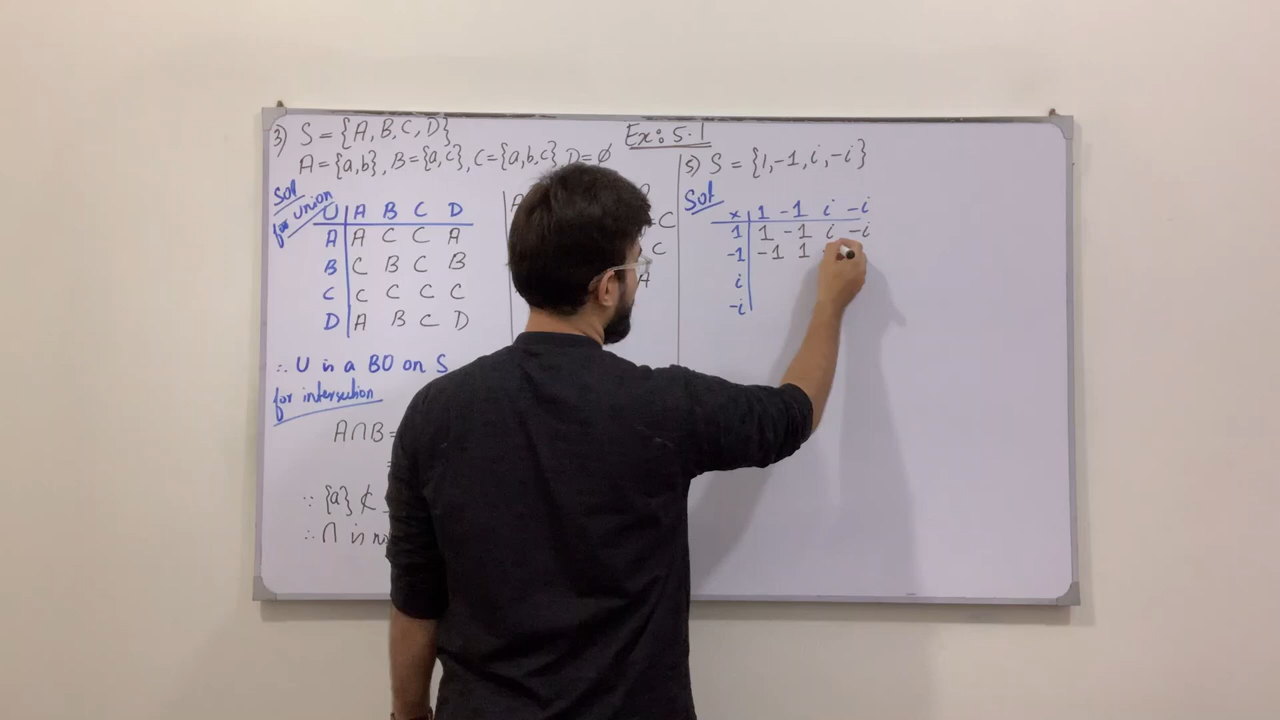 Ex: 5.1
3) S = {A, B, C, D}
A = {a,b}, B = {a,c}, C = {a,b,c}, D = ϕ
Sol
for union
U A B C D
A A C C A
B C B C B
C C C C C
D A B C D
∴ U is a BO on S
for intersection
A∩B =
=
∵ {a} ⊄
∴ ∩ is
C
C
A
5) S = {1, -1, i, -i}
Sol
× 1 -1 i -i
1 1 -1 i -i
-1 -1 1
i
-i